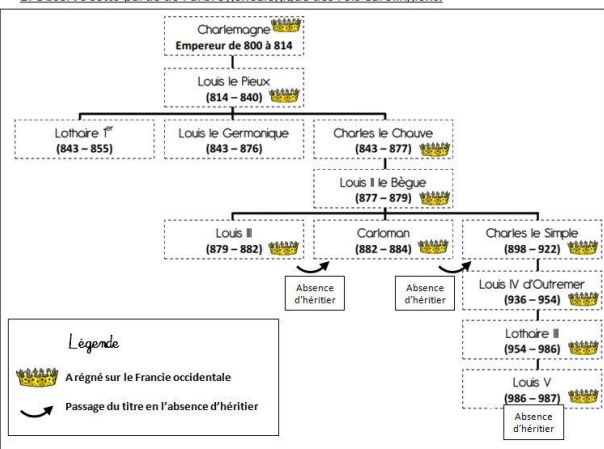 Charlemagne
Empereur de 800 à 814
Louis le Pieux
(814 – 840)
Lothaire 1er
(843 – 855)
Louis le Germanique
(843 – 876)
Charles le Chauve
(843 – 877)
Louis II le Bègue
(877 – 879)
Louis III
(879 – 882)
Carloman
(882 – 884)
Charles le Simple
(898 – 922)
Absence
d'héritier
Absence
d'héritier
Louis IV d'Outremer
(936 – 954)
Lothaire III
(954 – 986)
Louis V
(986 – 987)
Absence
d'héritier
Légende
A régné sur le Francie occidentale
Passage du titre en l'absence d'héritier